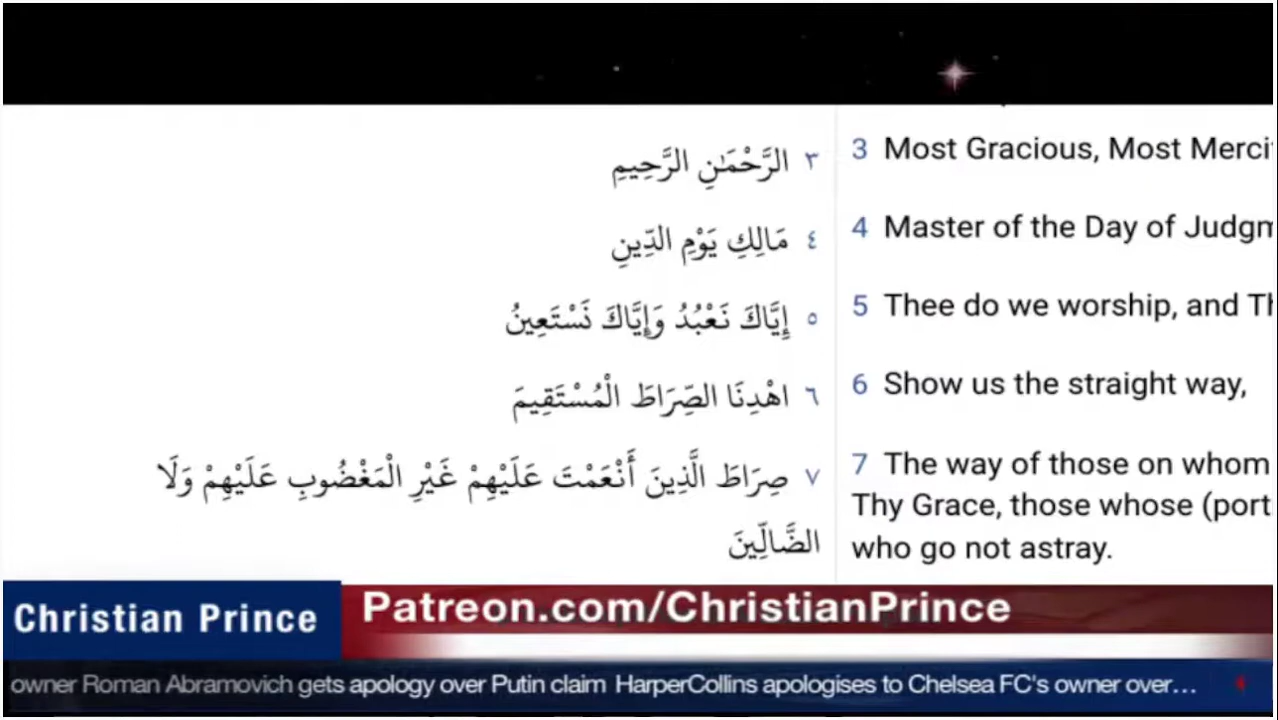 ٣ الرَّحْمَٰنِ الرَّحِيمِ
3 Most Gracious, Most
٤ مَالِكِ يَوْمِ الدِّينِ
4 Master of the Day of
٥ إِيَّاكَ نَعْبُدُ وَإِيَّاكَ نَسْتَعِينُ
5 Thee do we worship, and
٦ اهْدِنَا الصِّرَاطَ الْمُسْتَقِيمَ
6 Show us the straight way,
٧ صِرَاطَ الَّذِينَ أَنْعَمْتَ عَلَيْهِمْ غَيْرِ الْمَغْضُوبِ عَلَيْهِمْ وَلَا
الضَّالِّينَ
7 The way of those on whom
Thy Grace, those whose (port
who go not astray.
Christian Prince
Patreon.com/ChristianPrince
owner Roman Abramovich gets apology over Putin claim HarperCollins apologises to Chelsea FC's owner over...